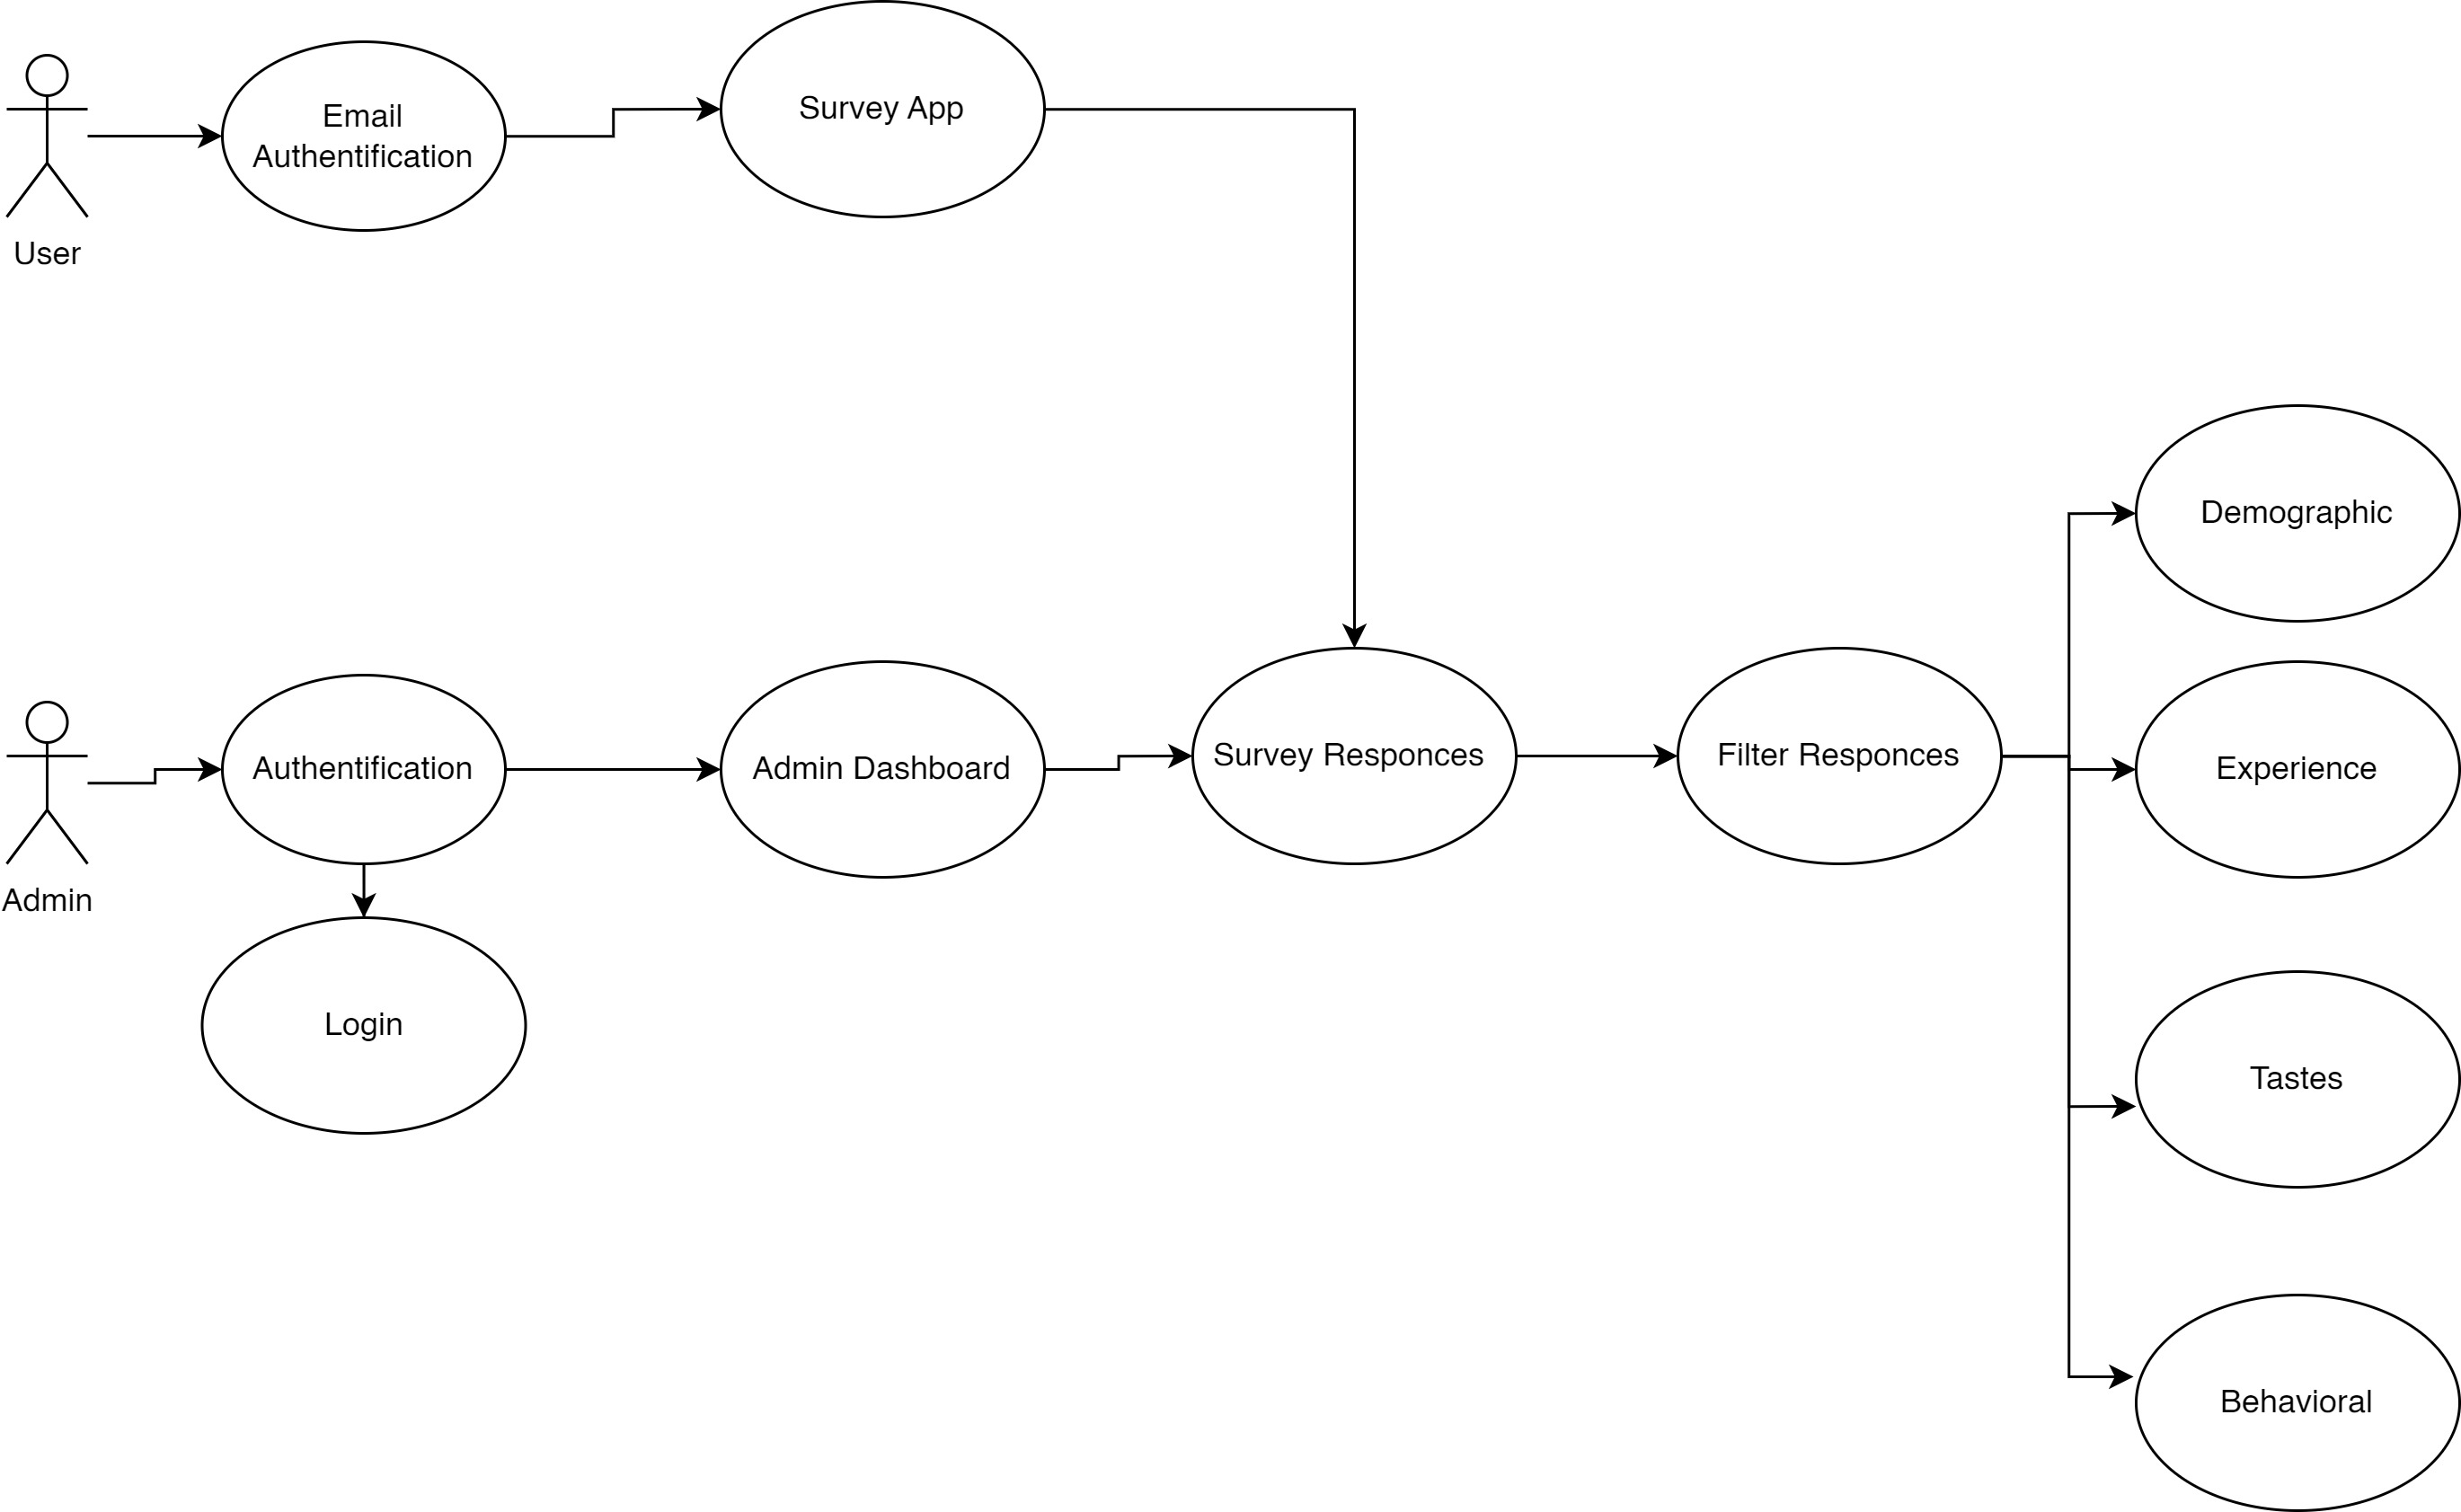 Email
Authentification
Survey App
User
Demographic
Authentification
Admin Dashboard
Survey Responces
Filter Responces
Experience
Admin
Login
Tastes
Behavioral